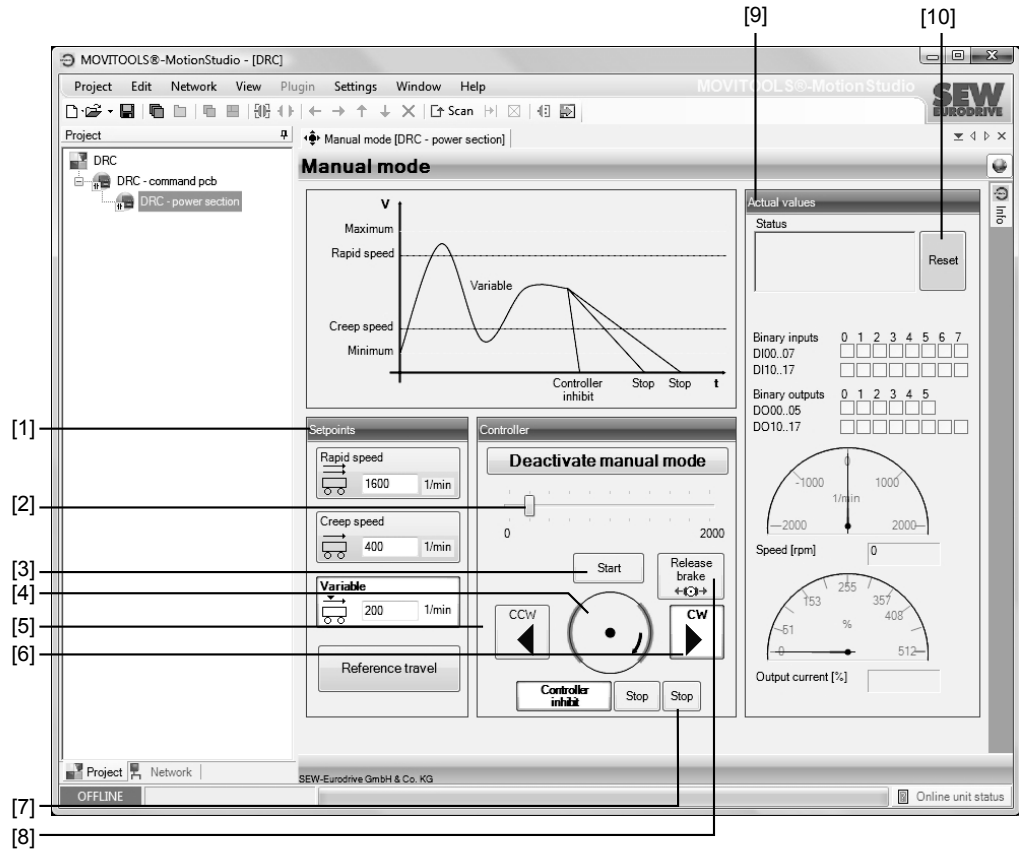 [9] [10]
MOVITOOLS®-MotionStudio - [DRC]
Project Edit Network View Plugin Settings Window Help
MOVITOOLS®-MotionStudio
SEW
EURODRIVE
Scan
Project
Manual mode [DRC - power section]
DRC
DRC - command pcb
DRC - power section
Manual mode
Info
V
Maximum
Rapid speed
Variable
Creep speed
Minimum
Controller inhibit
Stop Stop t
Actual values
Status
Reset
Binary inputs 0 1 2 3 4 5 6 7
DI00..07
DI10..17
Binary outputs 0 1 2 3 4 5
DO00..05
DO10..17
-2000 -1000 0 1000 2000
1/min
Speed [rpm] 0
0 51 153 255 357 408 512
%
Output current [%]
[1]
Setpoints
Rapid speed
1600 1/min
Creep speed
400 1/min
Variable
200 1/min
Reference travel
Controller
Deactivate manual mode
[2]
0 2000
[3]
Start
Release brake
[4]
[5]
CCW
CW
[6]
Controller inhibit
Stop Stop
Project Network
SEW-Eurodrive GmbH & Co. KG
OFFLINE
Online unit status
[7]
[8]